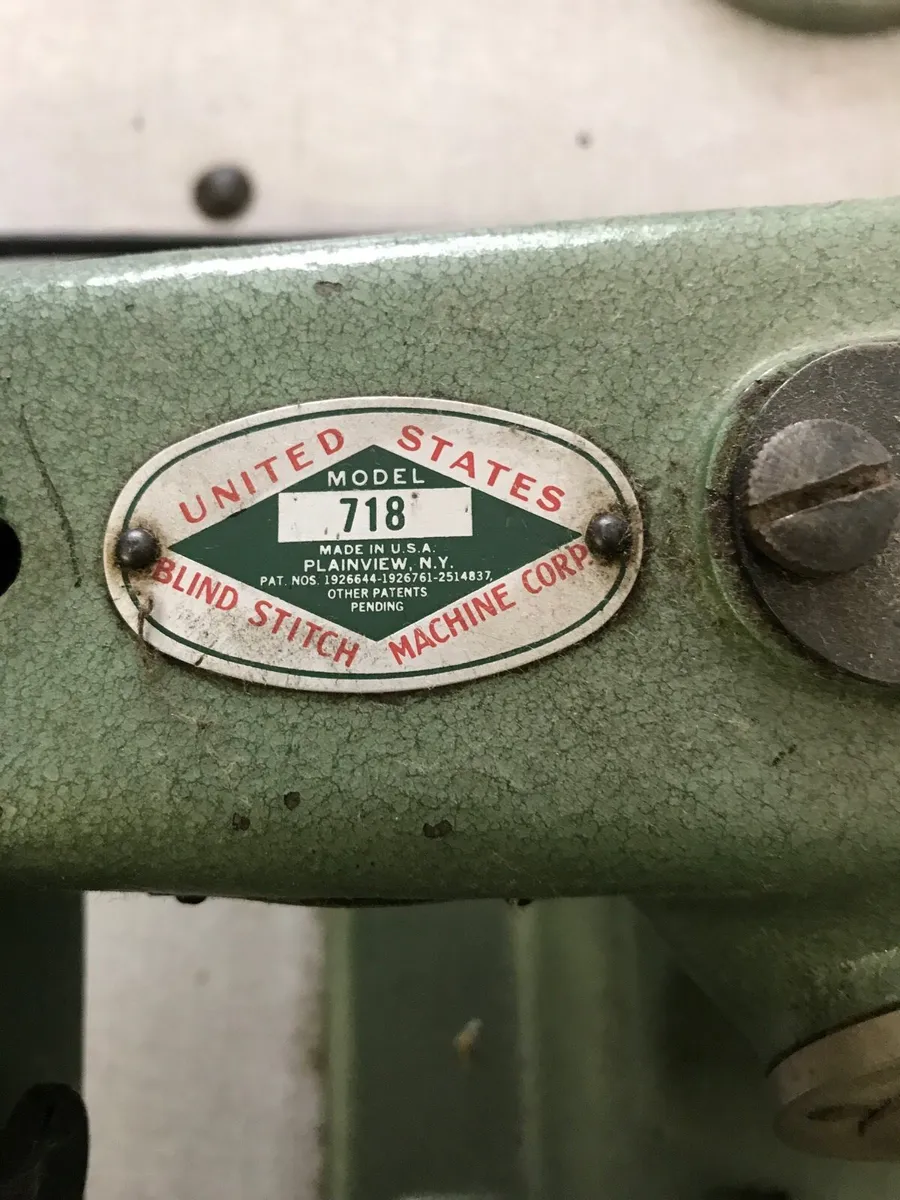 UNITED STATES
MODEL
718
MADE IN U.S.A.
PLAINVIEW, N.Y.
PAT. NOS. 1926644-1926761-2514837,
OTHER PATENTS
PENDING
BLIND STITCH MACHINE CORP.